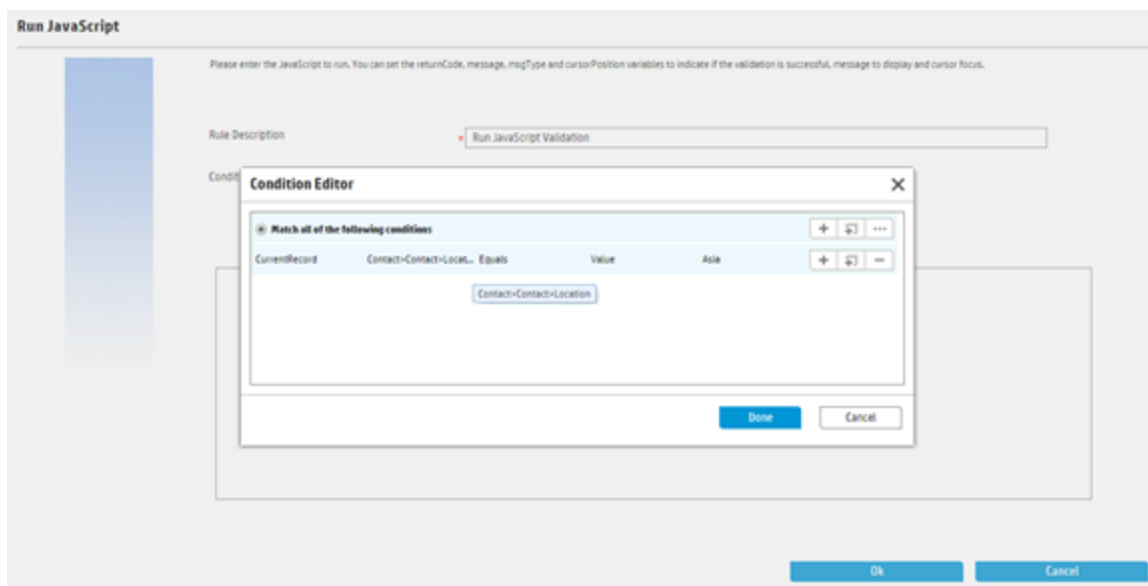 Run JavaScript
Please enter the JavaScript to run. You can set the returnCode, message, msgType and cursorPosition variables to indicate if the validation is successful, message to display and cursor focus.
Rule Description * Run JavaScript Validation
Condit
Condition Editor
Match all of the following conditions
CurrentRecord Contact>Contact>Locat... Equals Value Asia
Contact>Contact>Location
Done Cancel
Ok Cancel